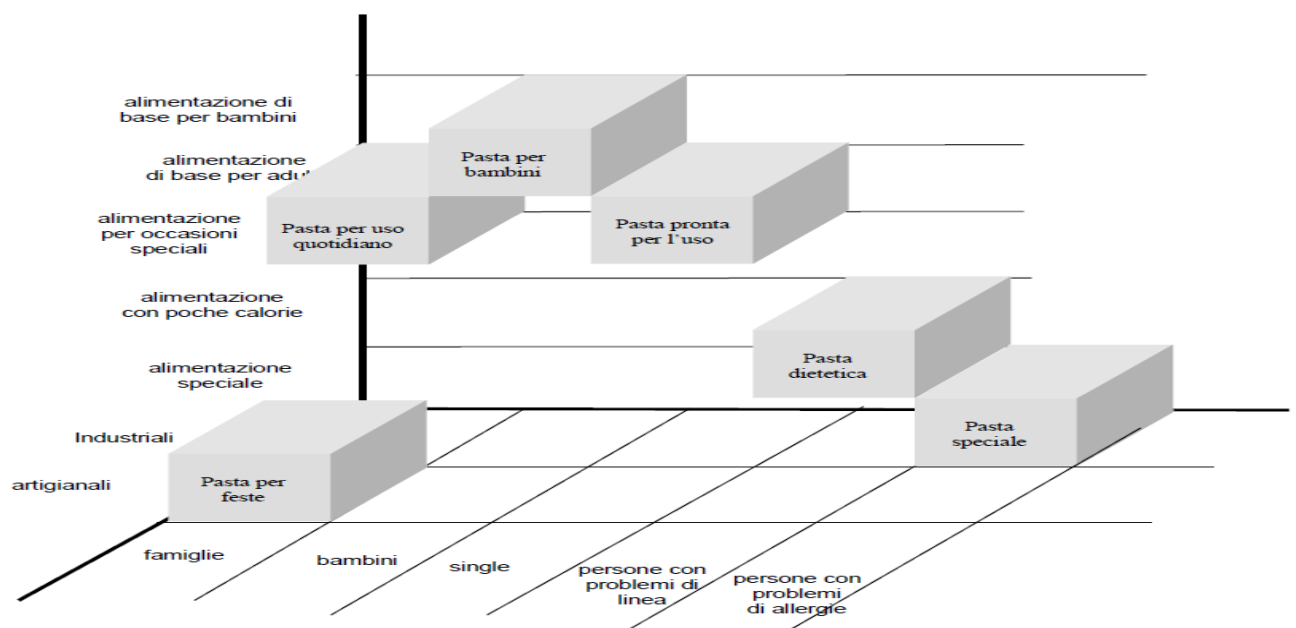 alimentazione di
base per bambini
alimentazione
di base per adul
alimentazione
per occasioni
speciali
alimentazione
con poche calorie
alimentazione
speciale
Industriali
artigianali
Pasta per
bambini
Pasta per uso
quotidiano
Pasta pronta
per l'uso
Pasta
dietetica
Pasta
speciale
Pasta per
feste
famiglie
bambini
single
persone con
problemi di
linea
persone con
problemi
di allergie